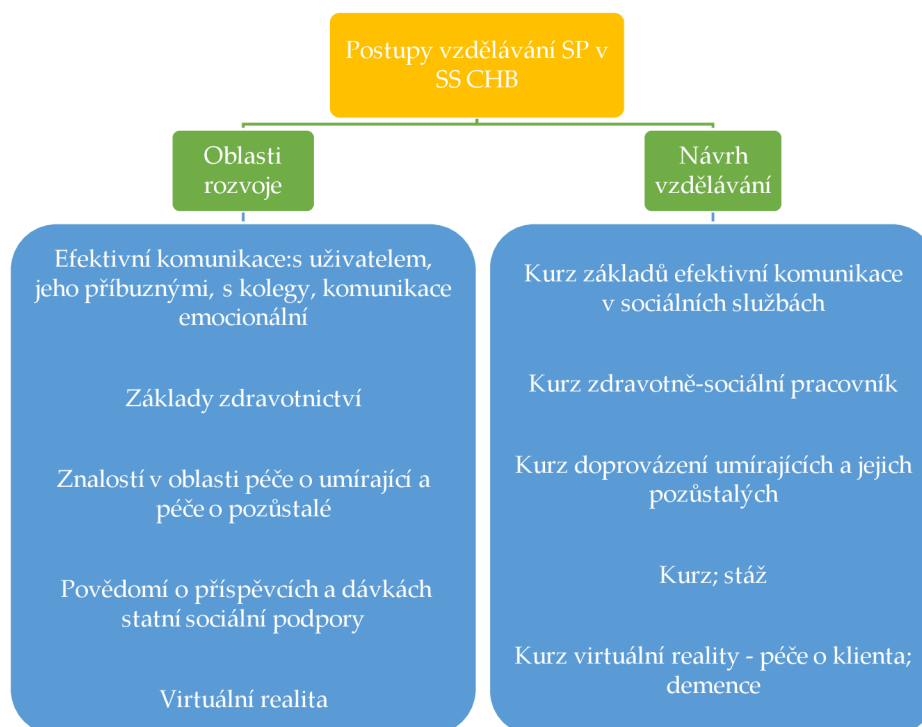 Postupy vzdělávání SP v
SS CHB
Oblasti
rozvoje
Návrh
vzdělávání
Efektivní komunikace:s uživatelem,
jeho příbuznými, s kolegy, komunikace
emocionální
Základy zdravotnictví
Znalostí v oblasti péče o umírající a
péče o pozůstalé
Povědomí o příspěvcích a dávkách
statní sociální podpory
Virtuální realita
Kurz základů efektivní komunikace
v sociálních službách
Kurz zdravotně-sociální pracovník
Kurz doprovázení umírajících a jejich
pozůstalých
Kurz; stáž
Kurz virtuální reality - péče o klienta;
demence